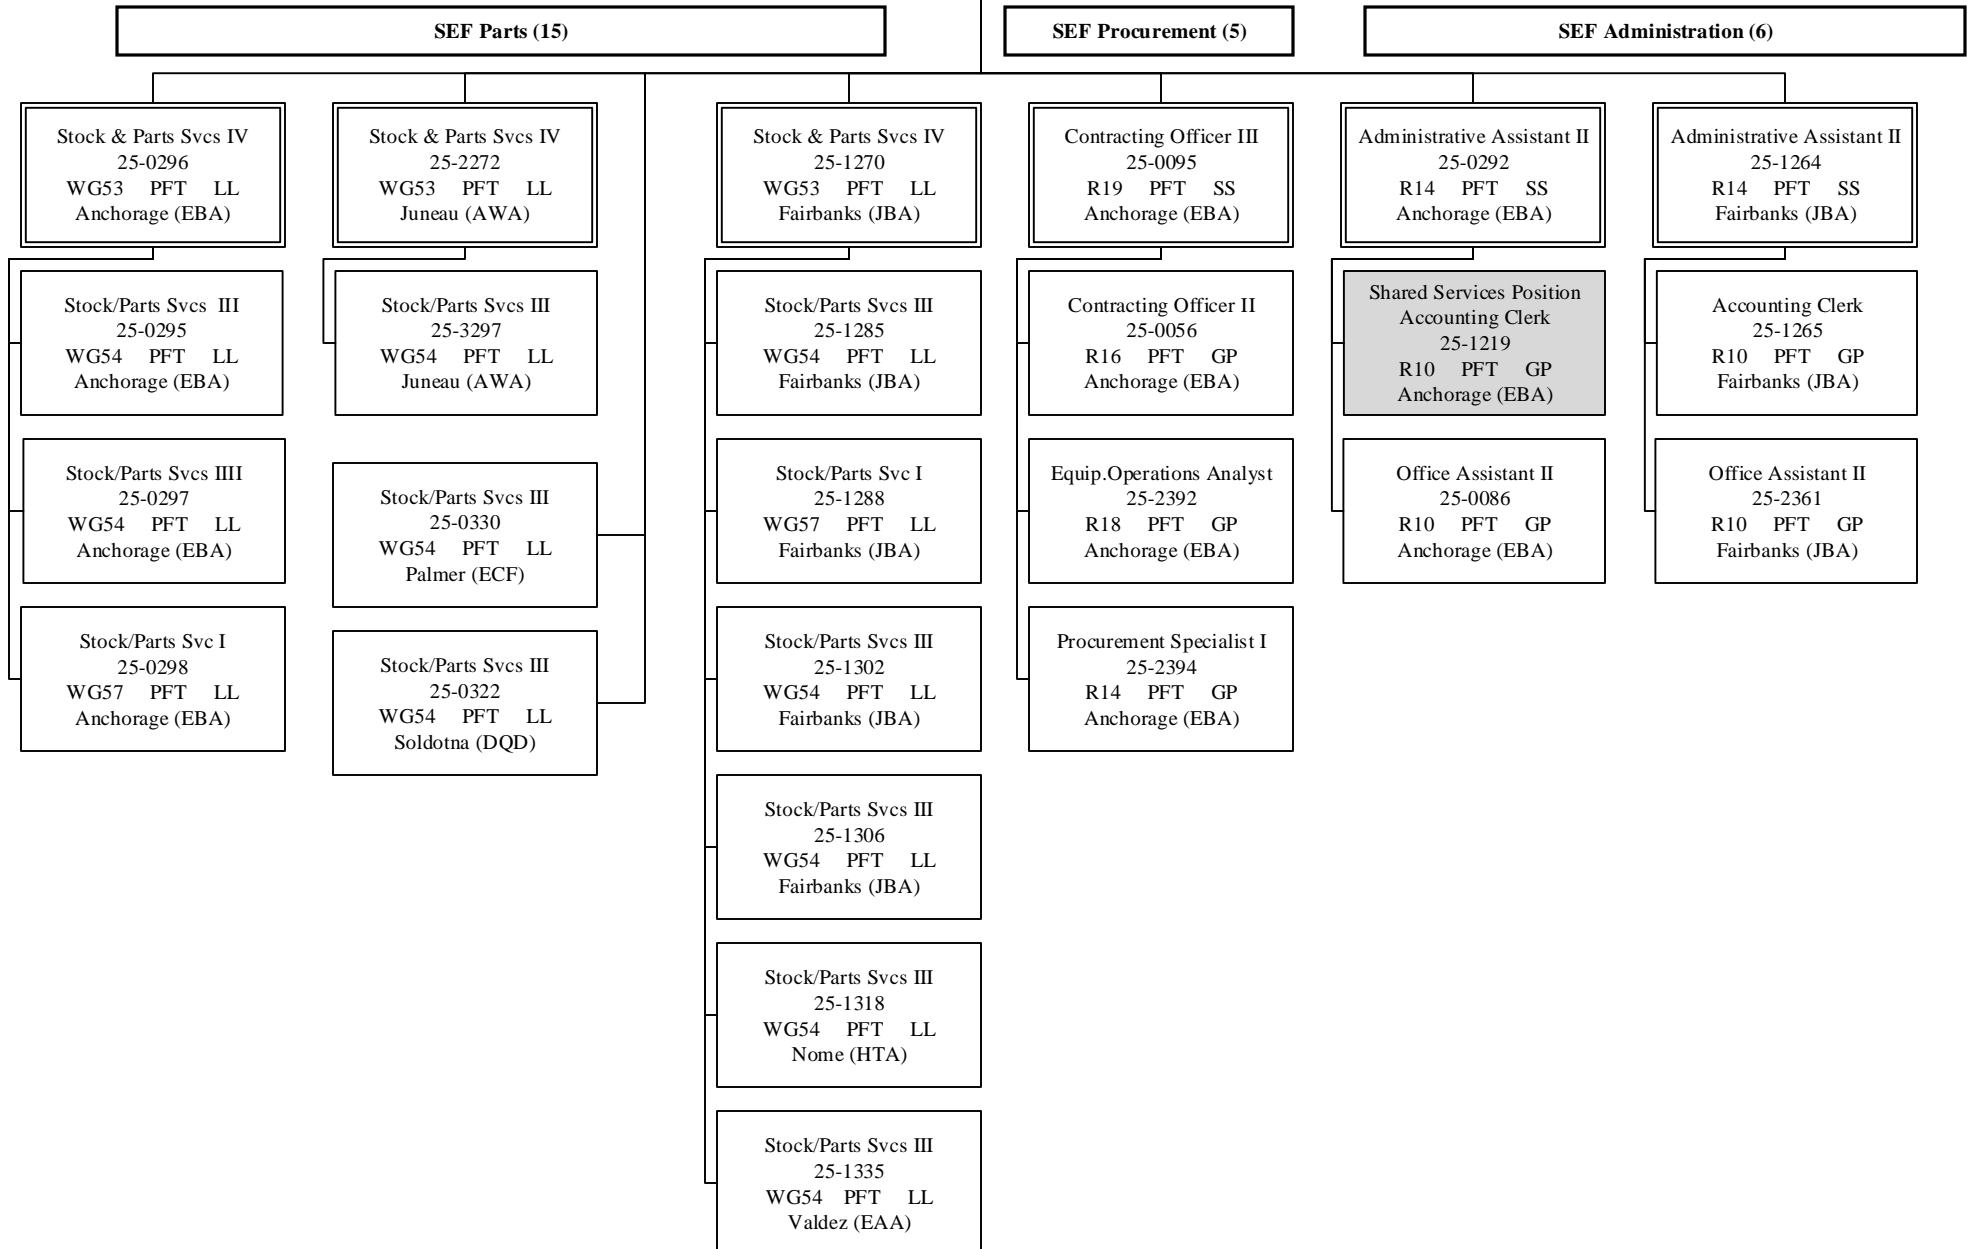 SEF Parts (15)
SEF Procurement (5)
SEF Administration (6)
Stock & Parts Svcs IV
25-0296
WG53 PFT LL
Anchorage (EBA)
Stock/Parts Svcs III
25-0295
WG54 PFT LL
Anchorage (EBA)
Stock/Parts Svcs IIII
25-0297
WG54 PFT LL
Anchorage (EBA)
Stock/Parts Svc I
25-0298
WG57 PFT LL
Anchorage (EBA)
Stock & Parts Svcs IV
25-2272
WG53 PFT LL
Juneau (AWA)
Stock/Parts Svcs III
25-3297
WG54 PFT LL
Juneau (AWA)
Stock/Parts Svcs III
25-0330
WG54 PFT LL
Palmer (ECF)
Stock/Parts Svcs III
25-0322
WG54 PFT LL
Soldotna (DQD)
Stock & Parts Svcs IV
25-1270
WG53 PFT LL
Fairbanks (JBA)
Stock/Parts Svcs III
25-1285
WG54 PFT LL
Fairbanks (JBA)
Stock/Parts Svc I
25-1288
WG57 PFT LL
Fairbanks (JBA)
Stock/Parts Svcs III
25-1302
WG54 PFT LL
Fairbanks (JBA)
Stock/Parts Svcs III
25-1306
WG54 PFT LL
Fairbanks (JBA)
Stock/Parts Svcs III
25-1318
WG54 PFT LL
Nome (HTA)
Stock/Parts Svcs III
25-1335
WG54 PFT LL
Valdez (EAA)
Contracting Officer III
25-0095
R19 PFT SS
Anchorage (EBA)
Contracting Officer II
25-0056
R16 PFT GP
Anchorage (EBA)
Equip.Operations Analyst
25-2392
R18 PFT GP
Anchorage (EBA)
Procurement Specialist I
25-2394
R14 PFT GP
Anchorage (EBA)
Administrative Assistant II
25-0292
R14 PFT SS
Anchorage (EBA)
Shared Services Position
Accounting Clerk
25-1219
R10 PFT GP
Anchorage (EBA)
Office Assistant II
25-0086
R10 PFT GP
Anchorage (EBA)
Administrative Assistant II
25-1264
R14 PFT SS
Fairbanks (JBA)
Accounting Clerk
25-1265
R10 PFT GP
Fairbanks (JBA)
Office Assistant II
25-2361
R10 PFT GP
Fairbanks (JBA)